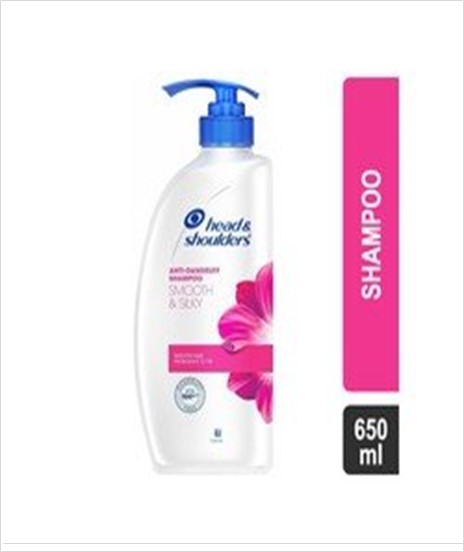 head &
shoulders
ANTI-DANDRUFF
SHAMPOO
SMOOTH
& SILKY
SHAMPOO
650
ml